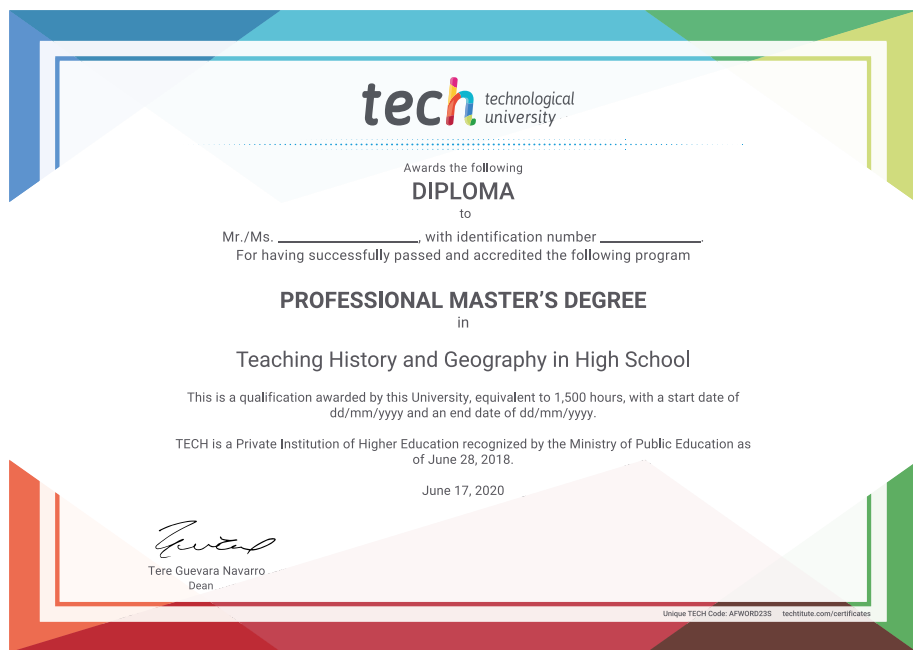 tech technological
university
Awards the following
DIPLOMA
to
Mr./Ms. ____________________, with identification number ______________.
For having successfully passed and accredited the following program
PROFESSIONAL MASTER’S DEGREE
in
Teaching History and Geography in High School
This is a qualification awarded by this University, equivalent to 1,500 hours, with a start date of
dd/mm/yyyy and an end date of dd/mm/yyyy.
TECH is a Private Institution of Higher Education recognized by the Ministry of Public Education as
of June 28, 2018.
June 17, 2020
Tere Guevara Navarro
Dean
Unique TECH Code: AFWORD23S techtitute.com/certificates